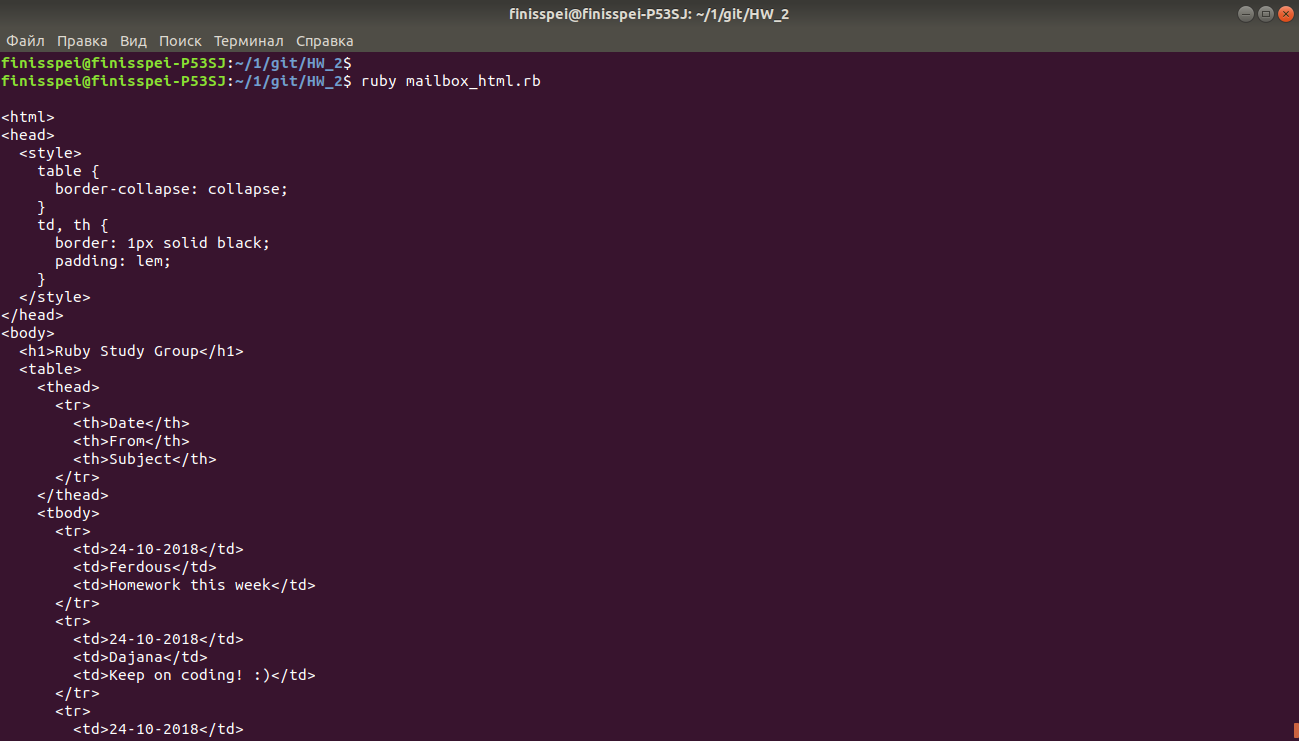 finisspei@finisspei-P53SJ: ~/1/git/HW_2
Файл Правка Вид Поиск Терминал Справка
finisspei@finisspei-P53SJ:~/1/git/HW_2$
finisspei@finisspei-P53SJ:~/1/git/HW_2$ ruby mailbox_html.rb
<html>
<head>
  <style>
    table {
      border-collapse: collapse;
    }
    td, th {
      border: 1px solid black;
      padding: lem;
    }
  </style>
</head>
<body>
  <h1>Ruby Study Group</h1>
  <table>
    <thead>
      <tr>
        <th>Date</th>
        <th>From</th>
        <th>Subject</th>
      </tr>
    </thead>
    <tbody>
      <tr>
        <td>24-10-2018</td>
        <td>Ferdous</td>
        <td>Homework this week</td>
      </tr>
      <tr>
        <td>24-10-2018</td>
        <td>Dajana</td>
        <td>Keep on coding! :)</td>
      </tr>
      <tr>
        <td>24-10-2018</td>